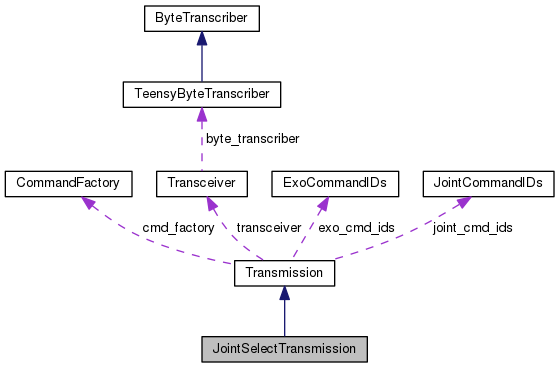 ByteTranscriber
TeensyByteTranscriber
byte_transcriber
CommandFactory
Transceiver
ExoCommandIDs
JointCommandIDs
cmd_factory
transceiver
exo_cmd_ids
joint_cmd_ids
Transmission
JointSelectTransmission